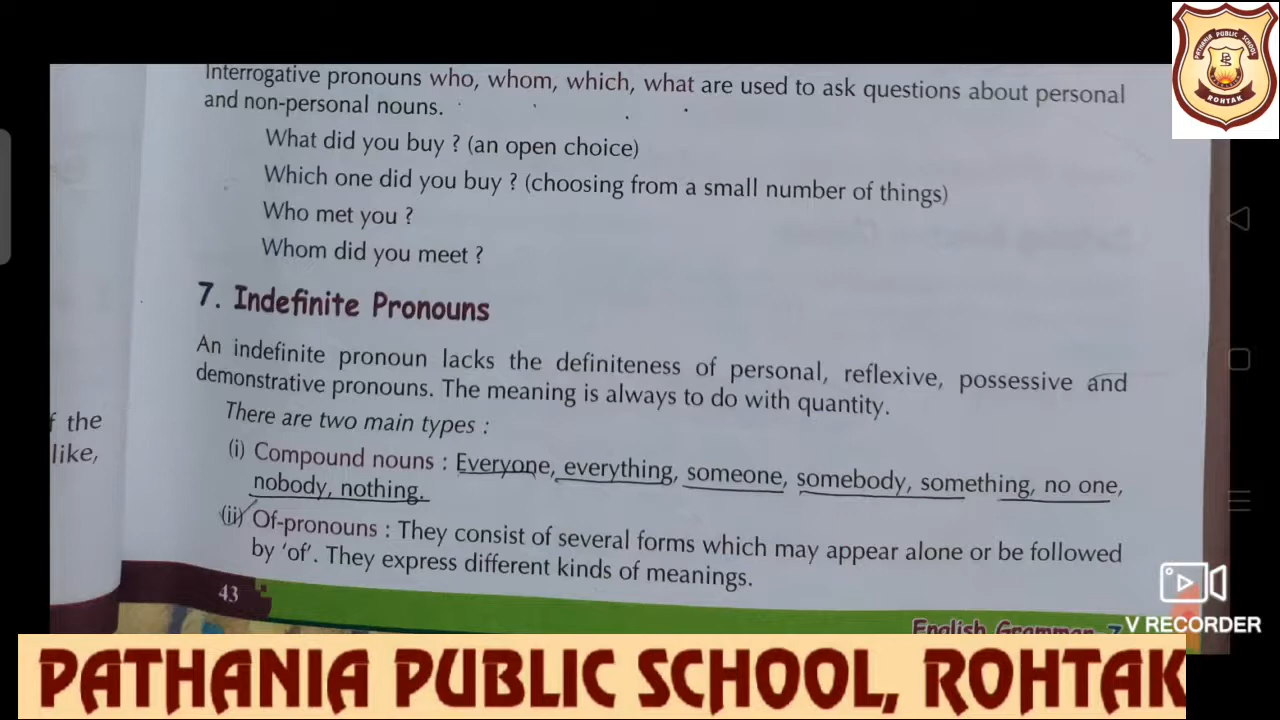 PATHANIA PUBLIC SCHOOL
ROHTAK
Interrogative pronouns who, whom, which, what are used to ask questions about personal
and non-personal nouns.
What did you buy ? (an open choice)
Which one did you buy ? (choosing from a small number of things)
Who met you ?
Whom did you meet ?
7. Indefinite Pronouns
An indefinite pronoun lacks the definiteness of personal, reflexive, possessive and
demonstrative pronouns. The meaning is always to do with quantity.
There are two main types :
(i) Compound nouns : Everyone, everything, someone, somebody, something, no one,
nobody, nothing.
(ii) Of-pronouns : They consist of several forms which may appear alone or be followed
by ‘of’. They express different kinds of meanings.
the
like,
43
English Grammar-7
V RECORDER
PATHANIA PUBLIC SCHOOL, ROHTAK